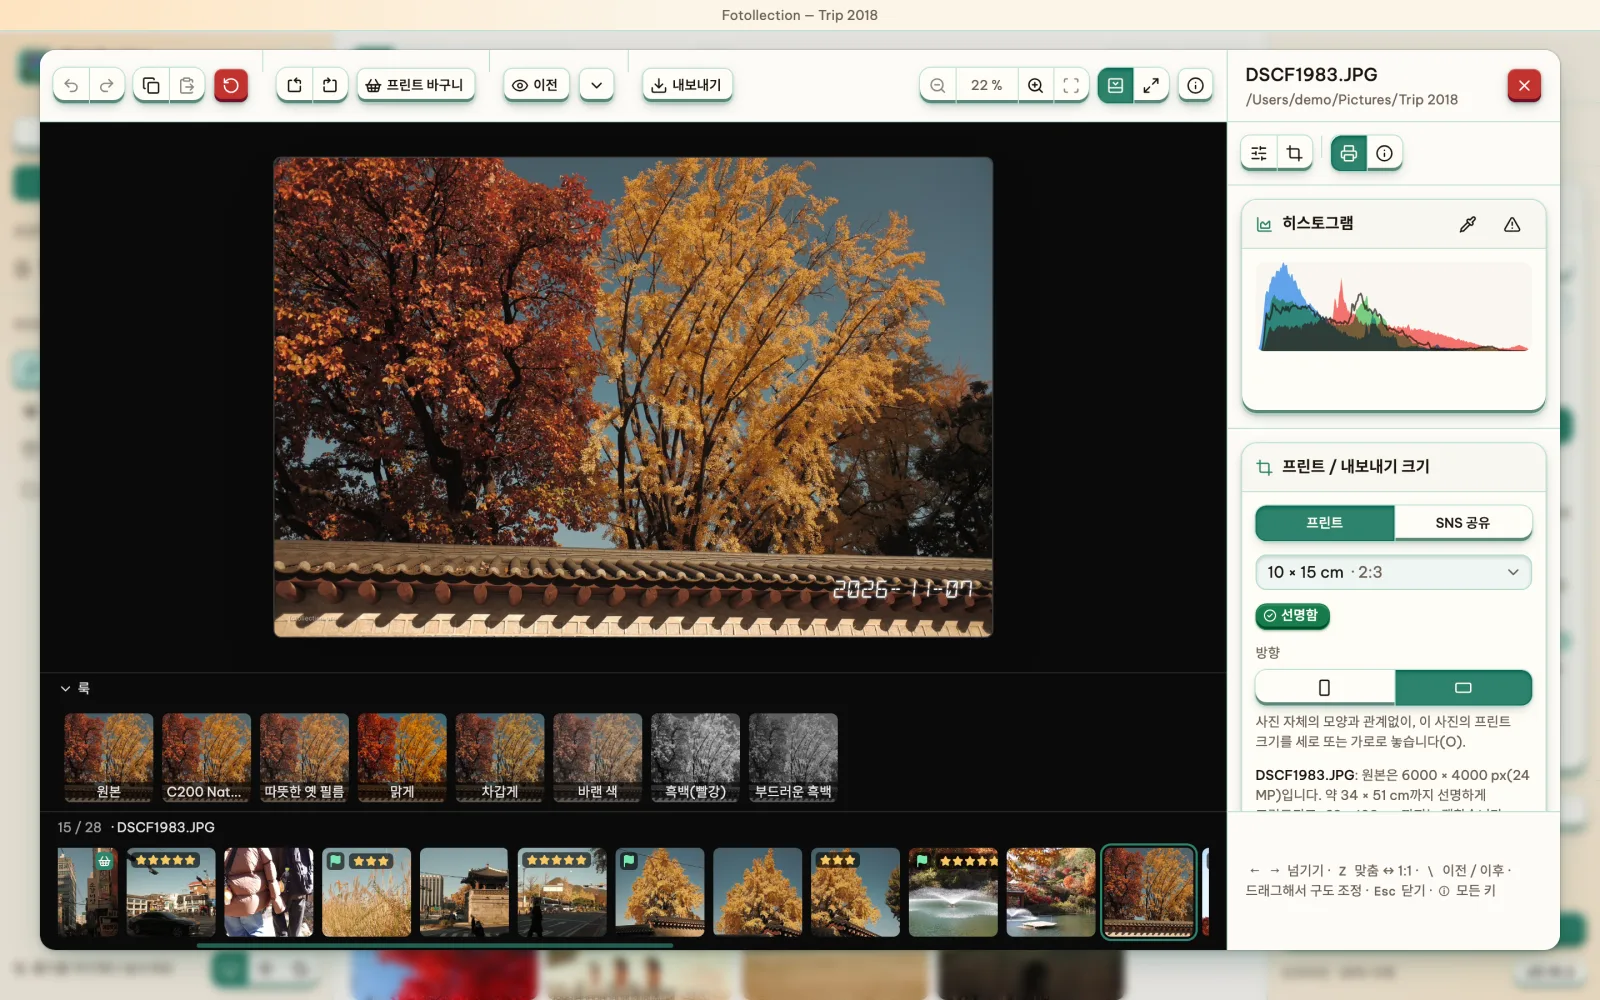 Fotollection — Trip 2018
프린트 바구니
이전
내보내기
22 %
DSCF1983.JPG
/Users/demo/Pictures/Trip 2018
히스토그램
프린트 / 내보내기 크기
프린트
SNS 공유
10 × 15 cm · 2:3
선명함
방향
사진 자체의 모양과 관계없이, 이 사진의 프린트
크기를 세로 또는 가로로 놓습니다(O).
DSCF1983.JPG: 원본은 6000 × 4000 px(24
MP)입니다. 약 34 × 51 cm까지 선명하게
2026-11-07
룩
원본
C200 Nat...
따뜻한 옛 필름
맑게
차갑게
바랜 색
흑백(빨강)
부드러운 흑백
15 / 28 · DSCF1983.JPG
← → 넘기기 · Z 맞춤 ↔ 1:1 · \ 이전 / 이후 ·
드래그해서 구도 조정 · Esc 닫기 · ⓘ 모든 키